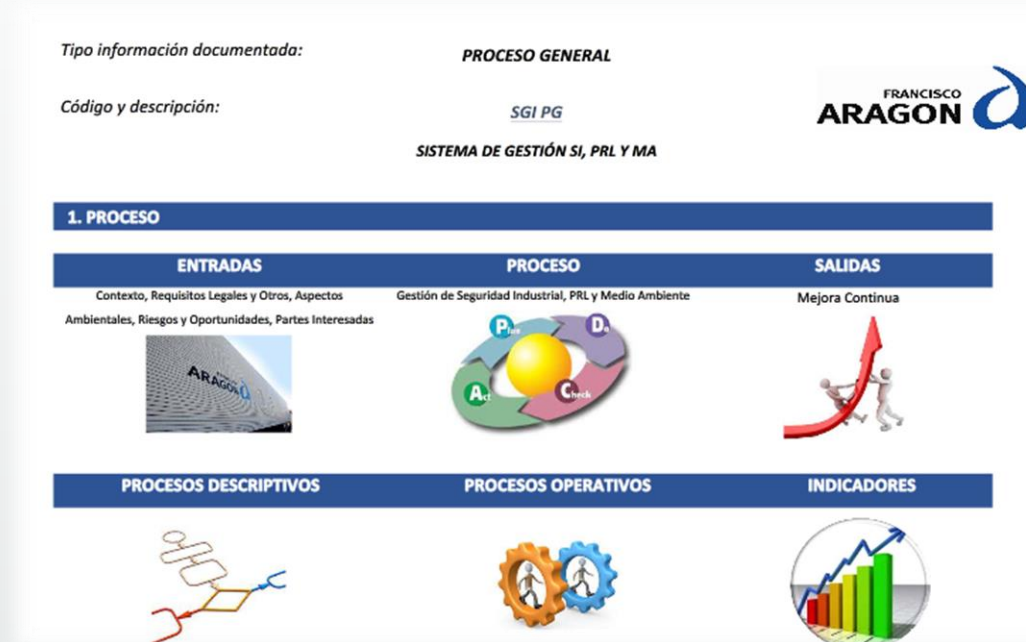 Tipo información documentada:
PROCESO GENERAL
Código y descripción:
SGI PG
SISTEMA DE GESTIÓN SI, PRL Y MA
FRANCISCO
ARAGON
1. PROCESO
ENTRADAS
PROCESO
SALIDAS
Contexto, Requisitos Legales y Otros, Aspectos
Ambientales, Riesgos y Oportunidades, Partes Interesadas
Gestión de Seguridad Industrial, PRL y Medio Ambiente
Mejora Continua
ARAGON
Plan
Do
Check
Act
PROCESOS DESCRIPTIVOS
PROCESOS OPERATIVOS
INDICADORES